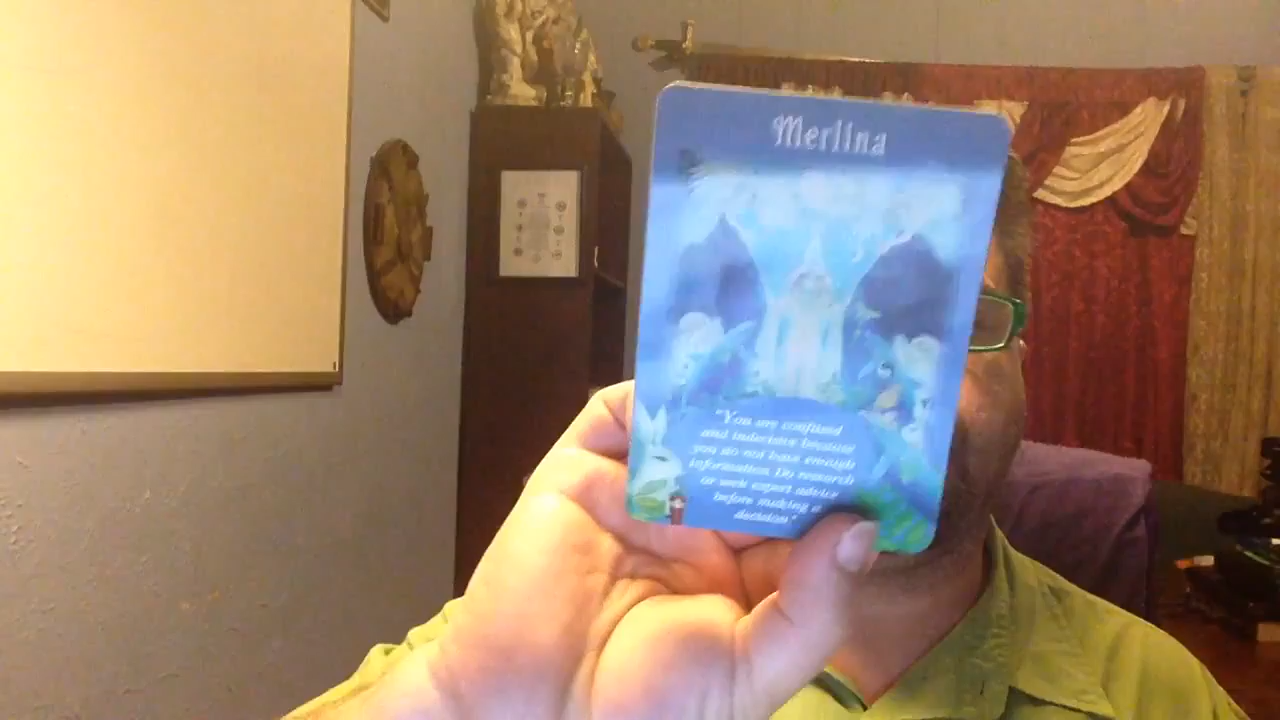 Merlina
"You are confused
and indecisive because
you do not have enough
information. Do research
or seek expert advice
before making a
decision."